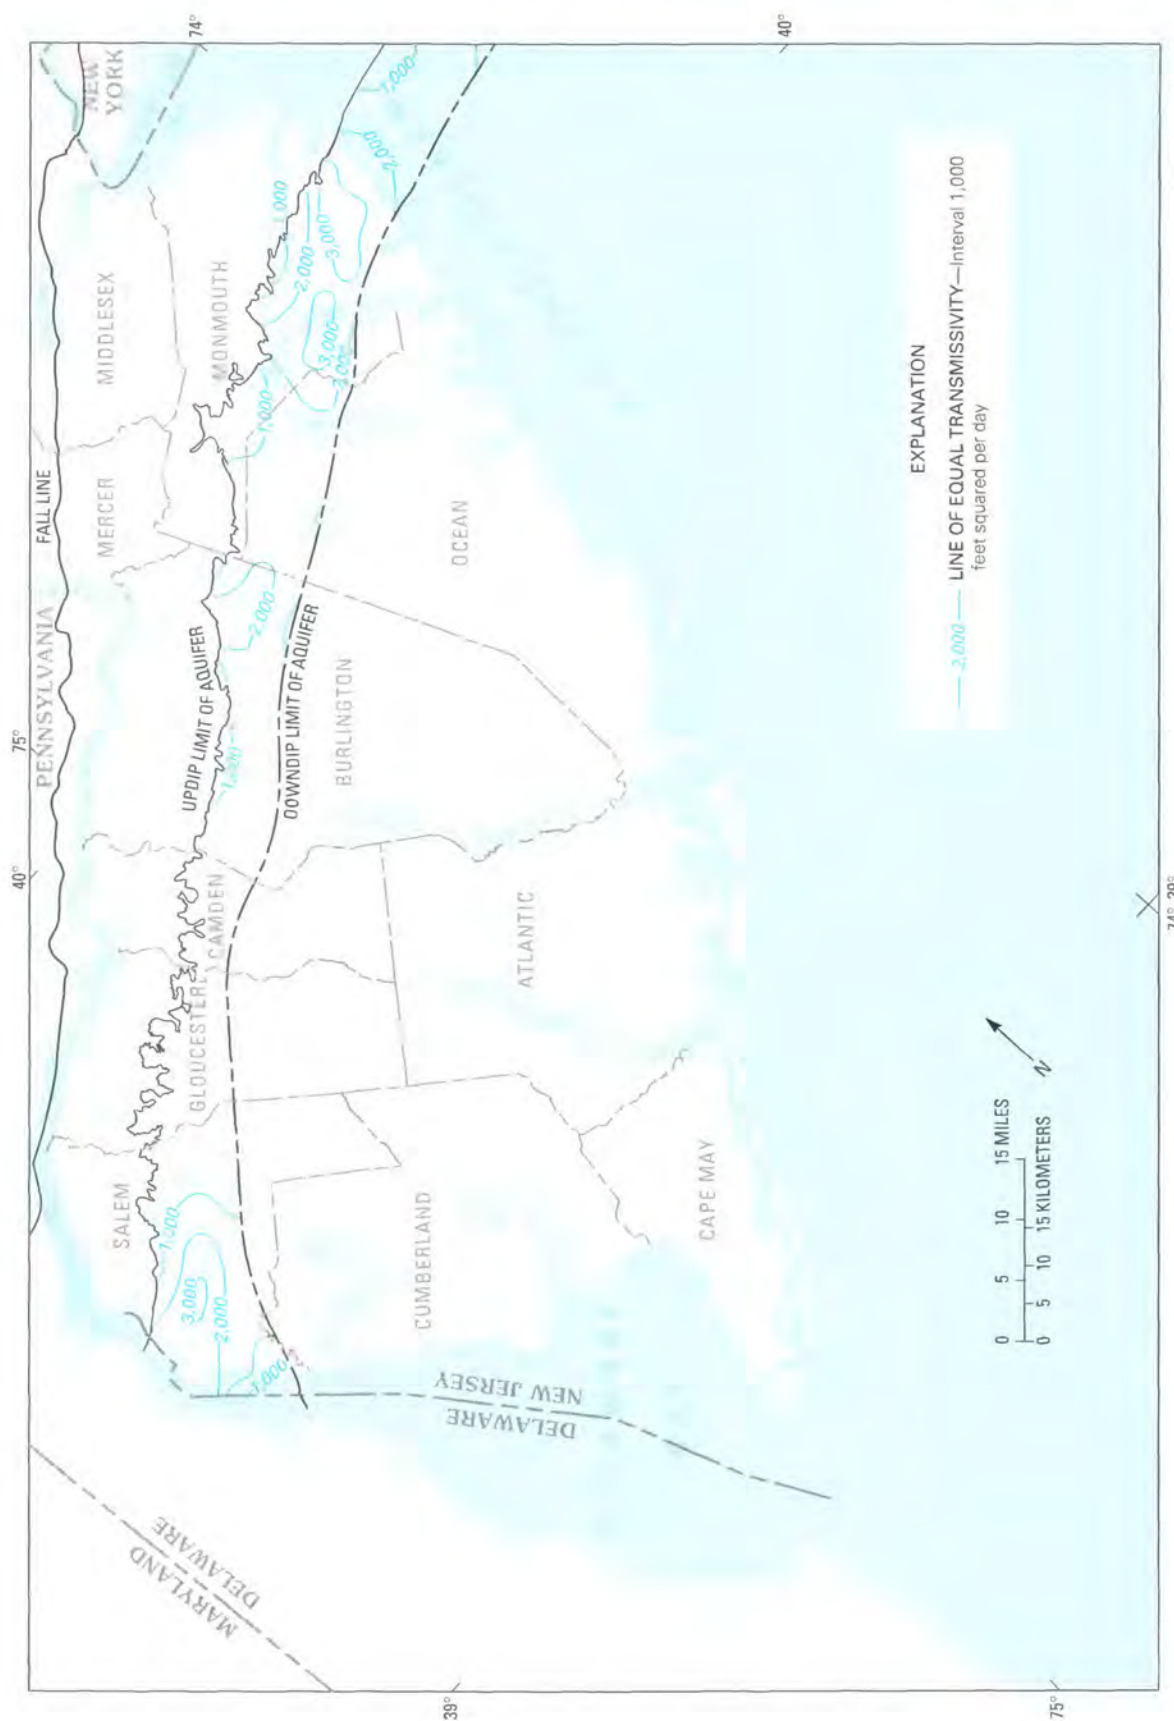 NEW
YORK
PENNSYLVANIA
FALL LINE
MIDDLESEX
MERCER
MONMOUTH
UPDIP LIMIT OF AQUIFER
DOWNDIP LIMIT OF AQUIFER
OCEAN
BURLINGTON
CAMDEN
GLOUCESTER
ATLANTIC
SALEM
CUMBERLAND
CAPE MAY
NEW JERSEY
DELAWARE
DELAWARE
MARYLAND
1,000
2,000
1,000
2,000
3,000
3,000
2,000
1,000
2,000
1,000
1,000
3,000
2,000
1,000
74°
40°
75°
40°
39°
75°
74°
39°
EXPLANATION
2,000 LINE OF EQUAL TRANSMISSIVITY—Interval 1,000
feet squared per day
0 5 10 15 MILES
0 5 10 15 KILOMETERS
N